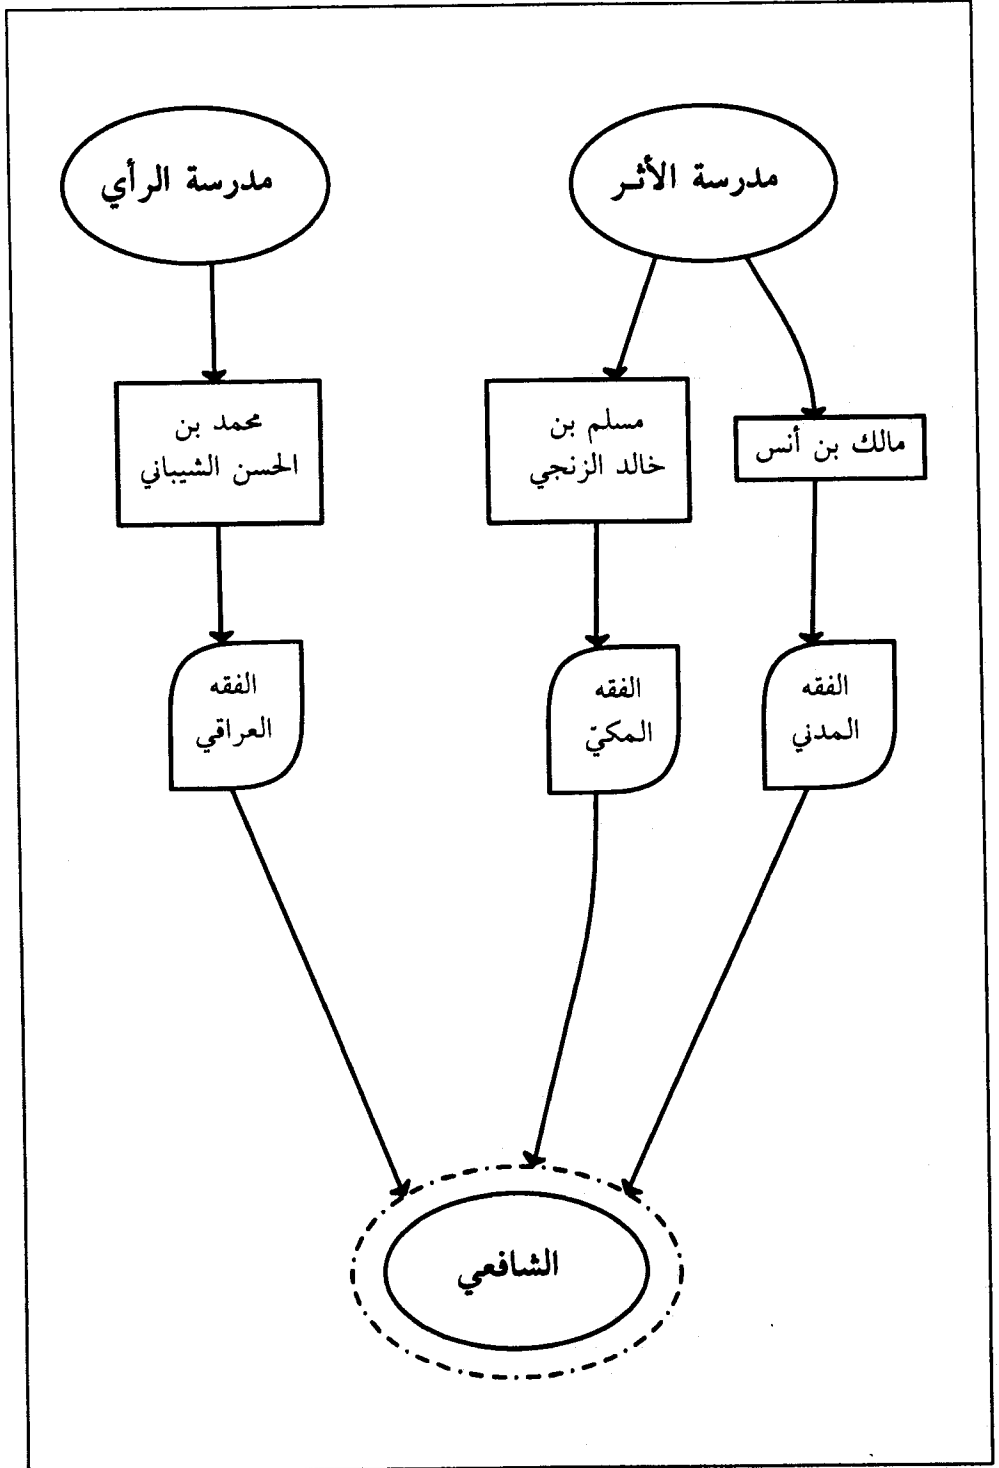 مدرسة الأثر
مدرسة الرأي
مالك بن أنس
مسلم بن
خالد الزنجي
محمد بن
الحسن الشيباني
الفقه
المدني
الفقه
المكيّ
الفقه
العراقي
الشافعي